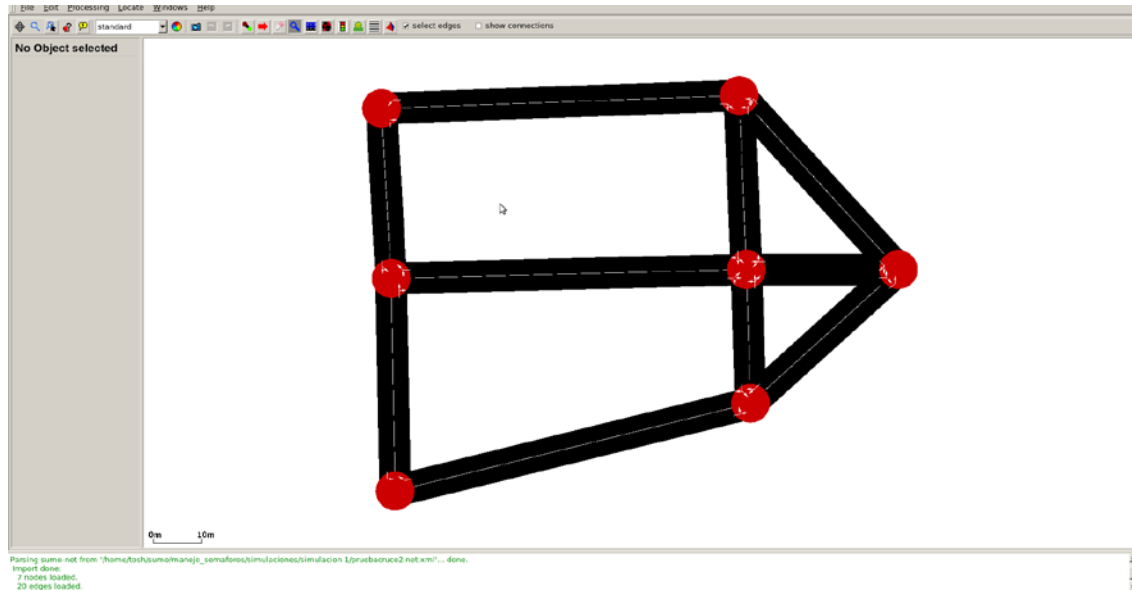 File Edit Processing Locate Windows Help
standard select edges show connections
No Object selected
0m 10m
Parsing sumo-net from '/home/tosh/sumo/manejo_semaforos/simulaciones/simulacion 1/pruebacruce2.net.xml'... done.
Import done:
7 nodes loaded.
20 edges loaded.